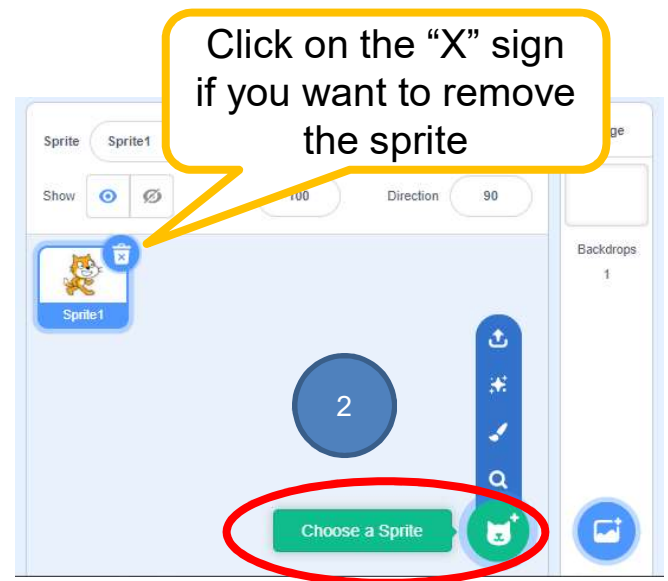 Click on the “X” sign
if you want to remove
the sprite
Sprite Sprite1
Show 100 Direction 90
Backdrops
1
Sprite1
2
Choose a Sprite